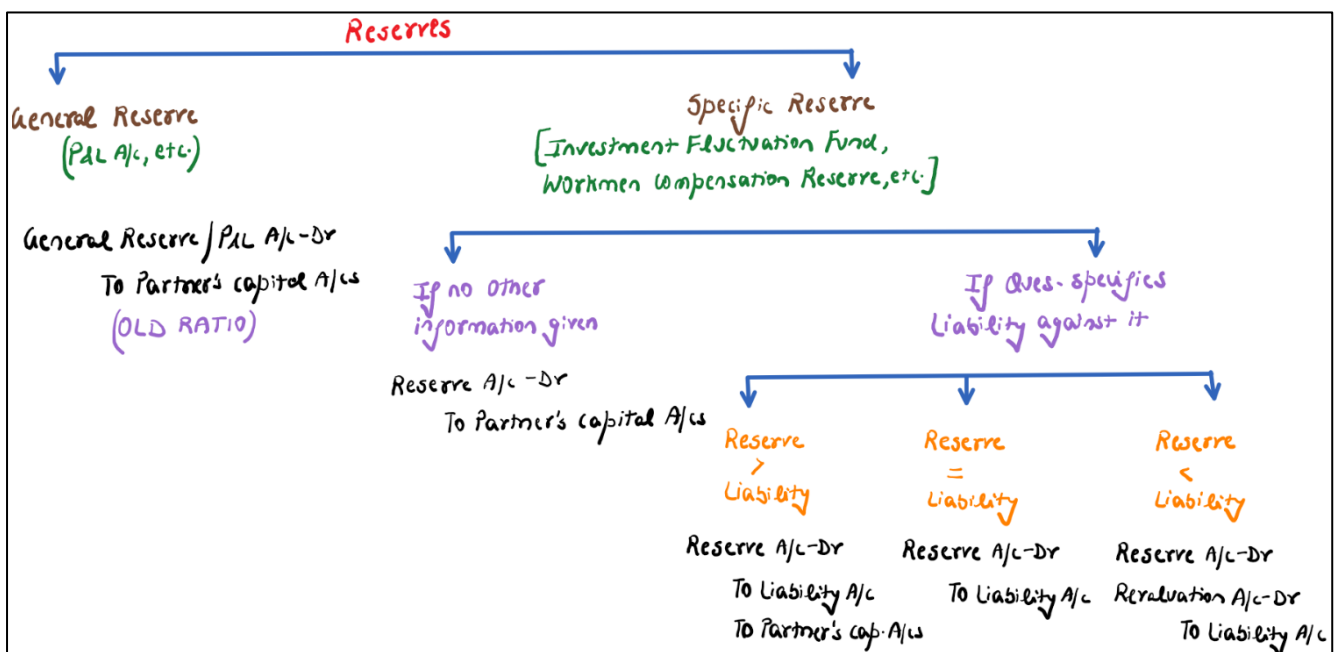 Reserves
General Reserve
(P&L A/c, etc.)
Specific Reserve
[Investment Fluctuation Fund,
Workmen Compensation Reserve, etc.]
General Reserve/P&L A/c-Dr
To Partner's capital A/cs
(OLD RATIO)
If no other
information given
Reserve A/c-Dr
To Partner's capital A/cs
If Ques. specifies
Liability against it
Reserve
>
Liability
Reserve A/c-Dr
To Liability A/c
To Partner's cap. A/cs
Reserve
=
Liability
Reserve A/c-Dr
To Liability A/c
Reserve
<
Liability
Reserve A/c-Dr
Revaluation A/c-Dr
To Liability A/c